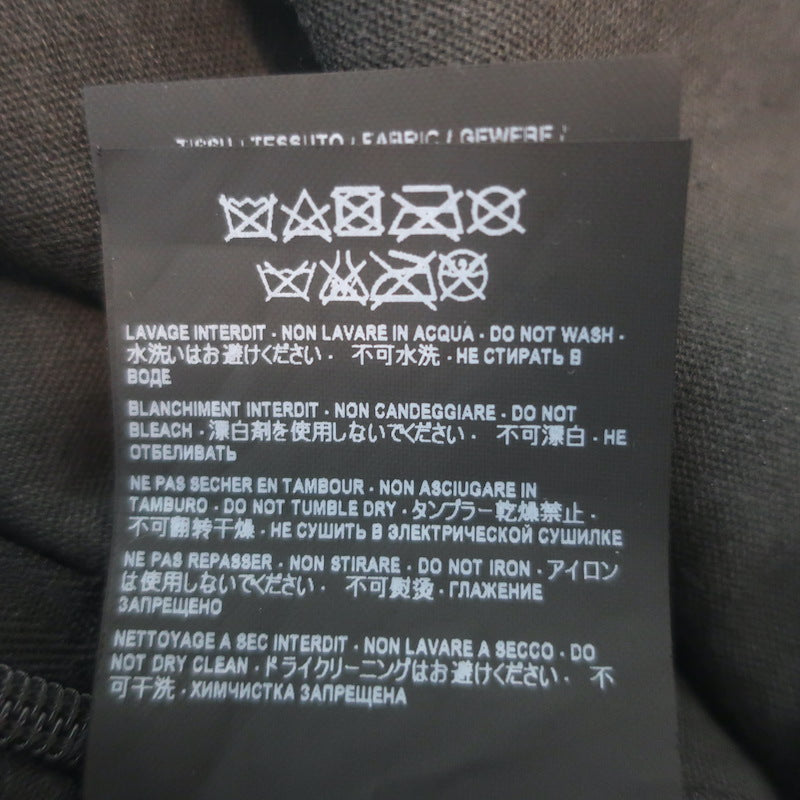 TISSU / TESSUTO / FABRIC / GEWEBE /
LAVAGE INTERDIT - NON LAVARE IN ACQUA - DO NOT WASH -
水洗いはお避けください - 不可水洗 - НЕ СТИРАТЬ В
ВОДЕ
BLANCHIMENT INTERDIT - NON CANDEGGIARE - DO NOT
BLEACH - 漂白剤を使用しないでください - 不可漂白 - НЕ
ОТБЕЛИВАТЬ
NE PAS SECHER EN TAMBOUR - NON ASCIUGARE IN
TAMBURO - DO NOT TUMBLE DRY - タンブラー乾燥禁止 -
不可翻转干燥 - НЕ СУШИТЬ В ЭЛЕКТРИЧЕСКОЙ СУШИЛКЕ
NE PAS REPASSER - NON STIRARE - DO NOT IRON - アイロン
は使用しないでください - 不可熨烫 - ГЛАЖЕНИЕ
ЗАПРЕЩЕНО
NETTOYAGE A SEC INTERDIT - NON LAVARE A SECCO - DO
NOT DRY CLEAN - ドライクリーニングはお避けください - 不
可干洗 - ХИМЧИСТКА ЗАПРЕЩЕНА